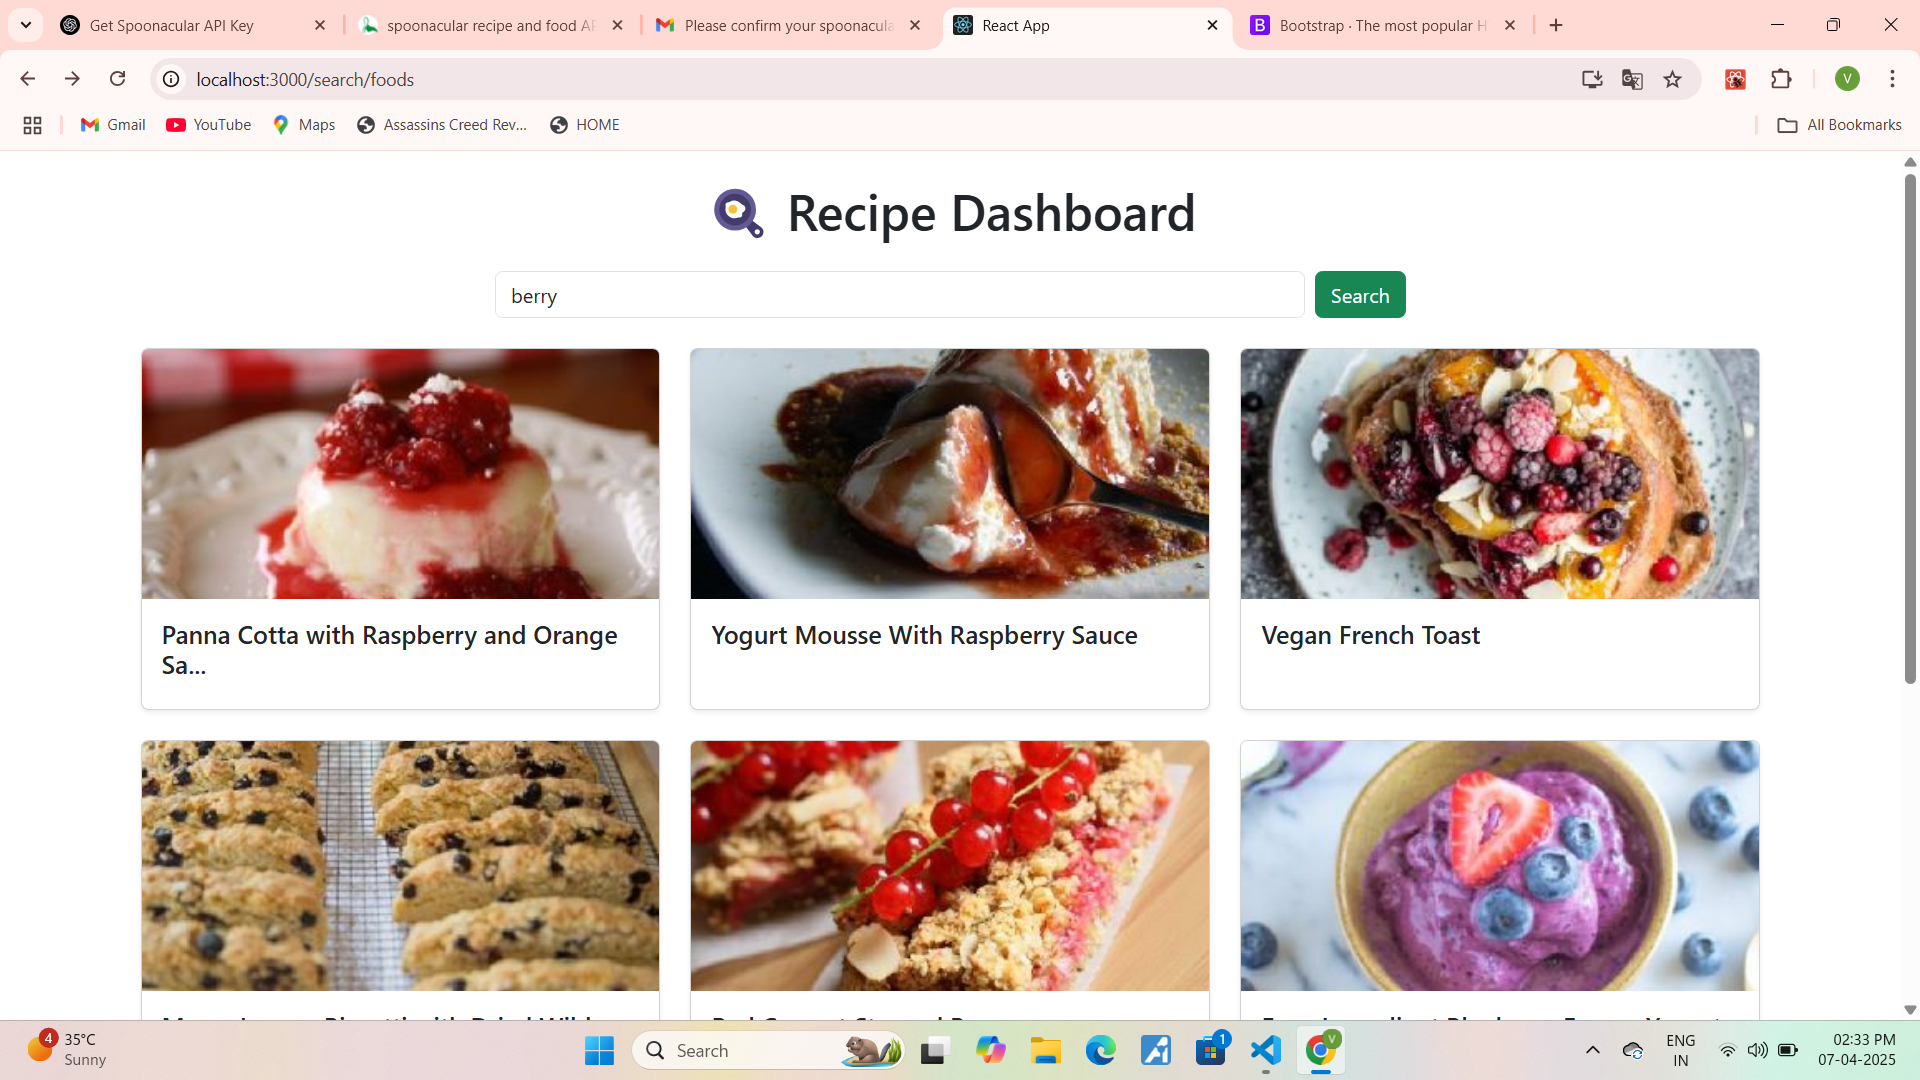 Get Spoonacular API Key
spoonacular recipe and food AP
Please confirm your spoonacula
React App
Bootstrap · The most popular H
localhost:3000/search/foods
V
Gmail
YouTube
Maps
Assassins Creed Rev...
HOME
All Bookmarks
Recipe Dashboard
berry
Search
Panna Cotta with Raspberry and Orange
Sa...
Yogurt Mousse With Raspberry Sauce
Vegan French Toast
4
35°C
Sunny
Search
1
V
ENG
IN
02:33 PM
07-04-2025